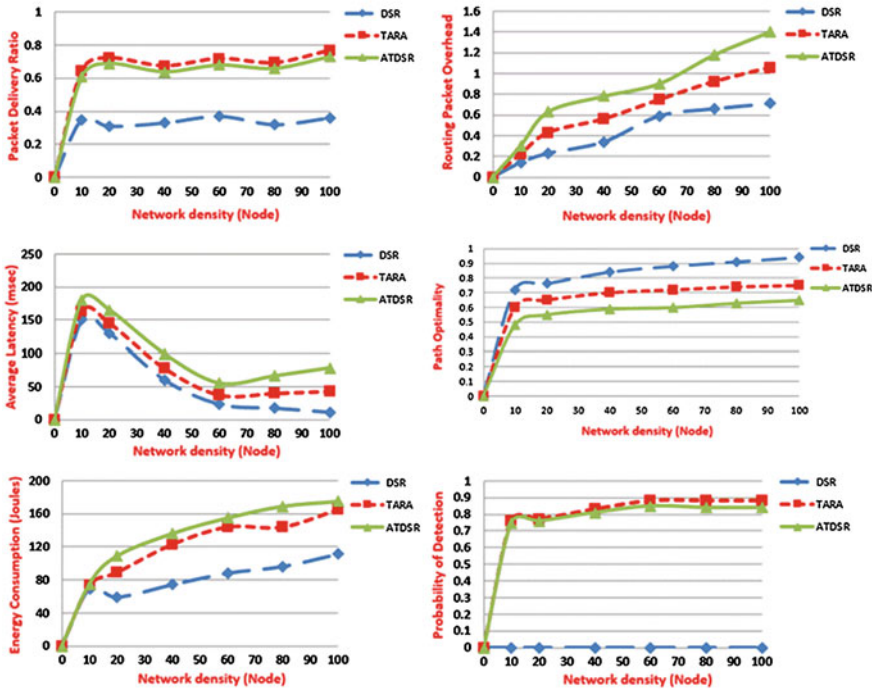 Packet Delivery Ratio
1
0.8
0.6
0.4
0.2
0
0 10 20 30 40 50 60 70 80 90 100
Network density (Node)
DSR
TARA
ATDSR
Routing Packet Overhead
1.6
1.4
1.2
1
0.8
0.6
0.4
0.2
0
0 10 20 30 40 50 60 70 80 90 100
Network density (Node)
DSR
TARA
ATDSR
Average Latency (msec)
250
200
150
100
50
0
0 10 20 30 40 50 60 70 80 90 100
Network density (Node)
DSR
TARA
ATDSR
Path Optimality
1
0.9
0.8
0.7
0.6
0.5
0.4
0.3
0.2
0.1
0
0 10 20 30 40 50 60 70 80 90 100
Network density (Node)
DSR
TARA
ATDSR
Energy Consumption (Joules)
200
160
120
80
40
0
0 10 20 30 40 50 60 70 80 90 100
Network density (Node)
DSR
TARA
ATDSR
Probability of Detection
1
0.9
0.8
0.7
0.6
0.5
0.4
0.3
0.2
0.1
0
0 10 20 30 40 50 60 70 80 90 100
Network density (Node)
DSR
TARA
ATDSR